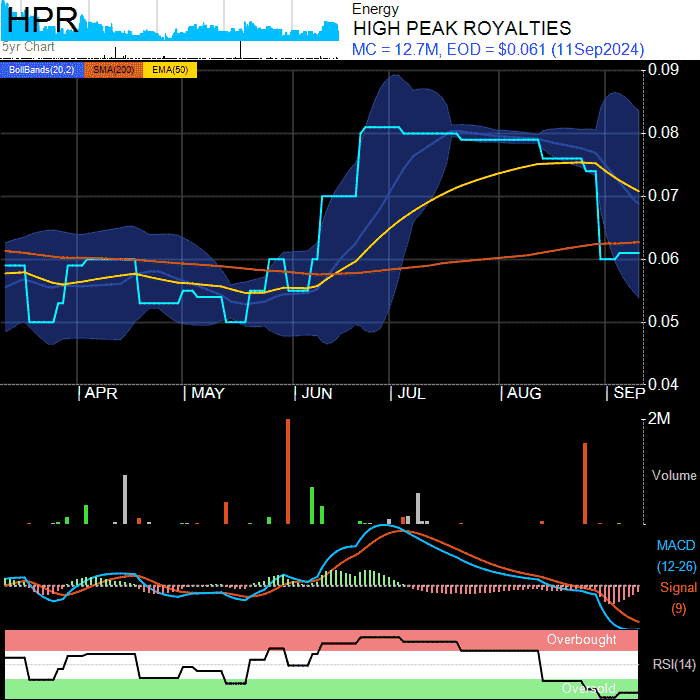 HPR
5yr Chart
Energy
HIGH PEAK ROYALTIES
MC = 12.7M, EOD = $0.061 (11Sep2024)
BollBands(20,2) SMA(200) EMA(50)
0.09
0.08
0.07
0.06
0.05
0.04
APR MAY JUN JUL AUG SEP
2M
Volume
MACD
(12-26)
Signal
(9)
Overbought
RSI(14)
Oversold